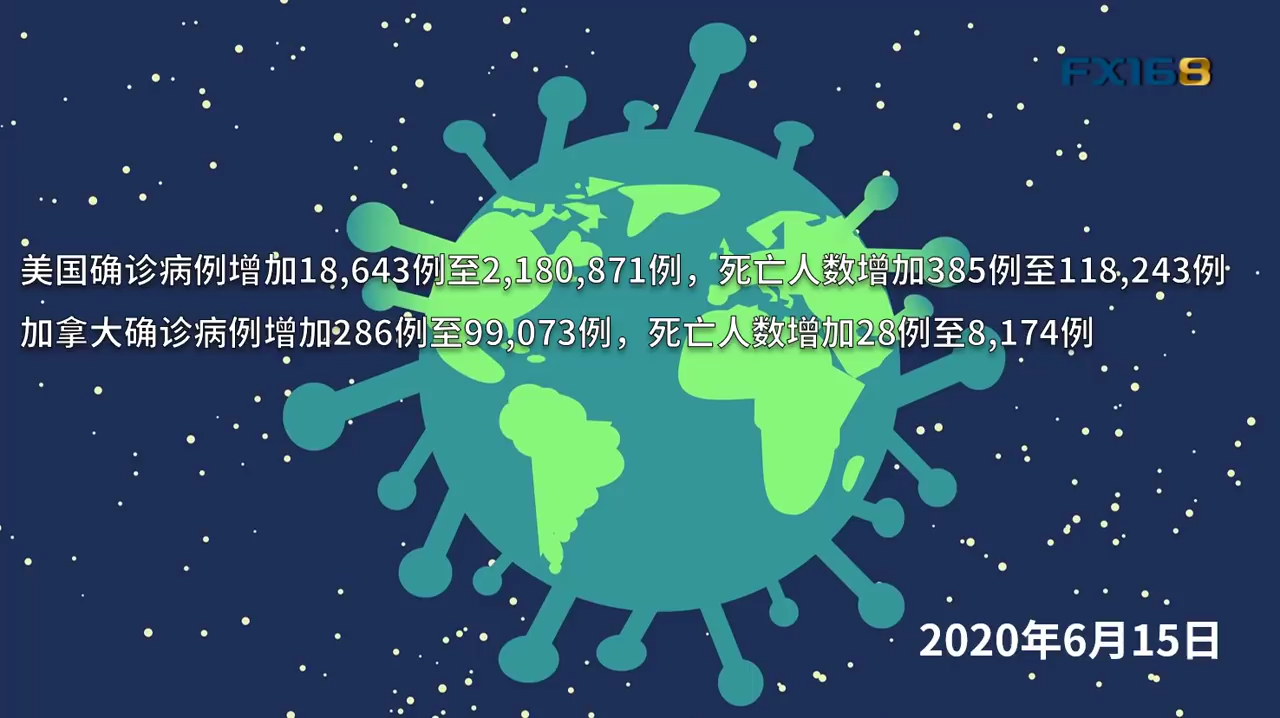 FX168
美国确诊病例增加18,643例至2,180,871例，死亡人数增加385例至118,243例
加拿大确诊病例增加286例至99,073例，死亡人数增加28例至8,174例
2020年6月15日